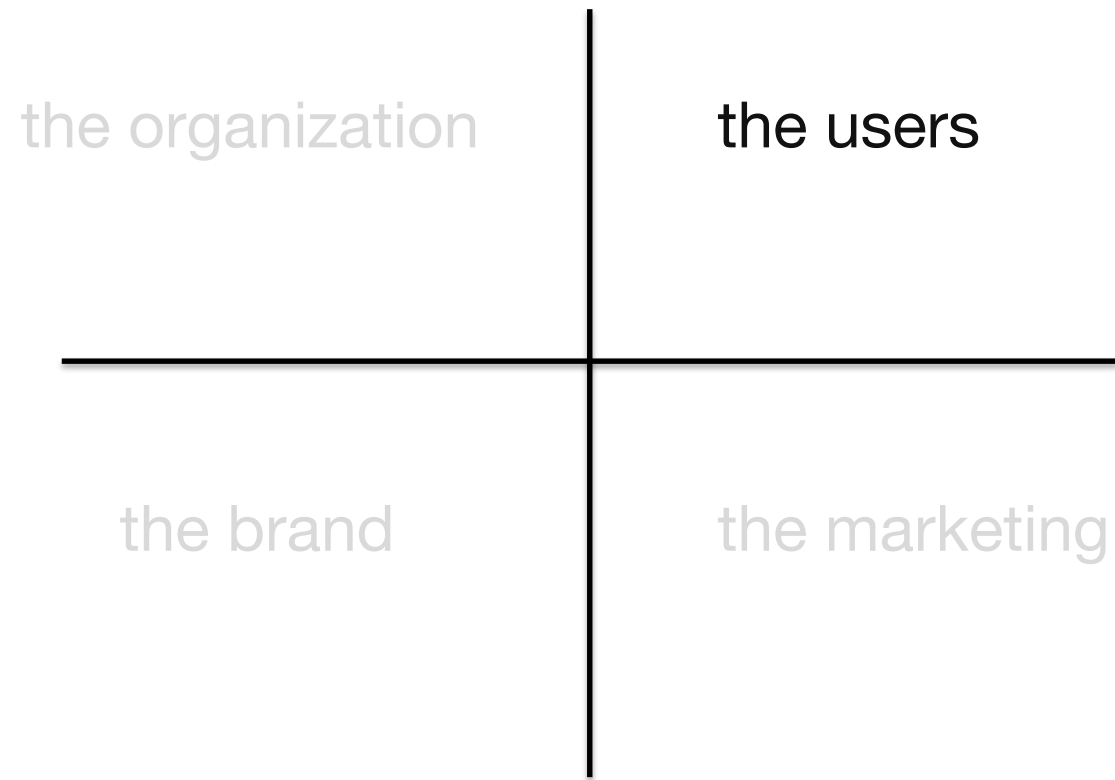 the organization
the users
the brand
the marketing